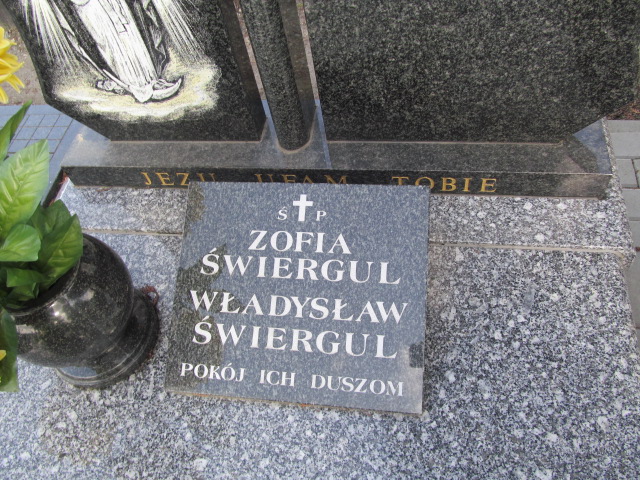 JEZU UFAM TOBIE
S P
ZOFIA
ŚWIERGUL
WŁADYSŁAW
ŚWIERGUL
POKÓJ ICH DUSZOM